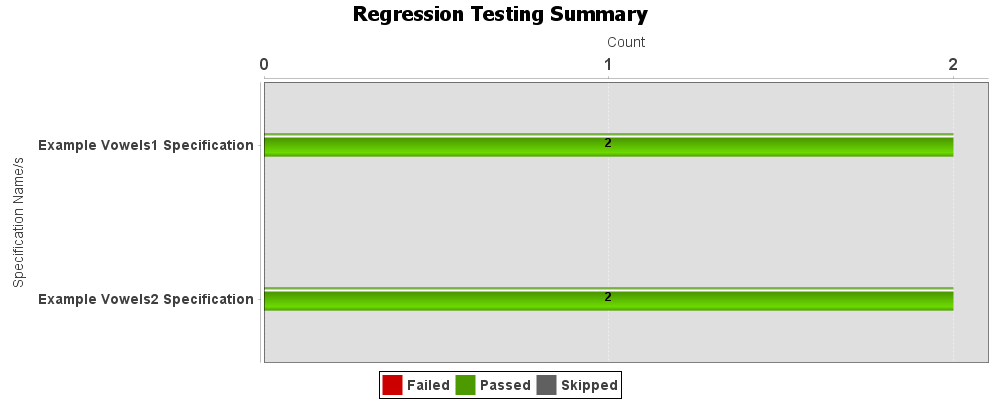 Regression Testing Summary
Count
0 1 2
Specification Name/s
Example Vowels1 Specification
2
Example Vowels2 Specification
2
Failed Passed Skipped